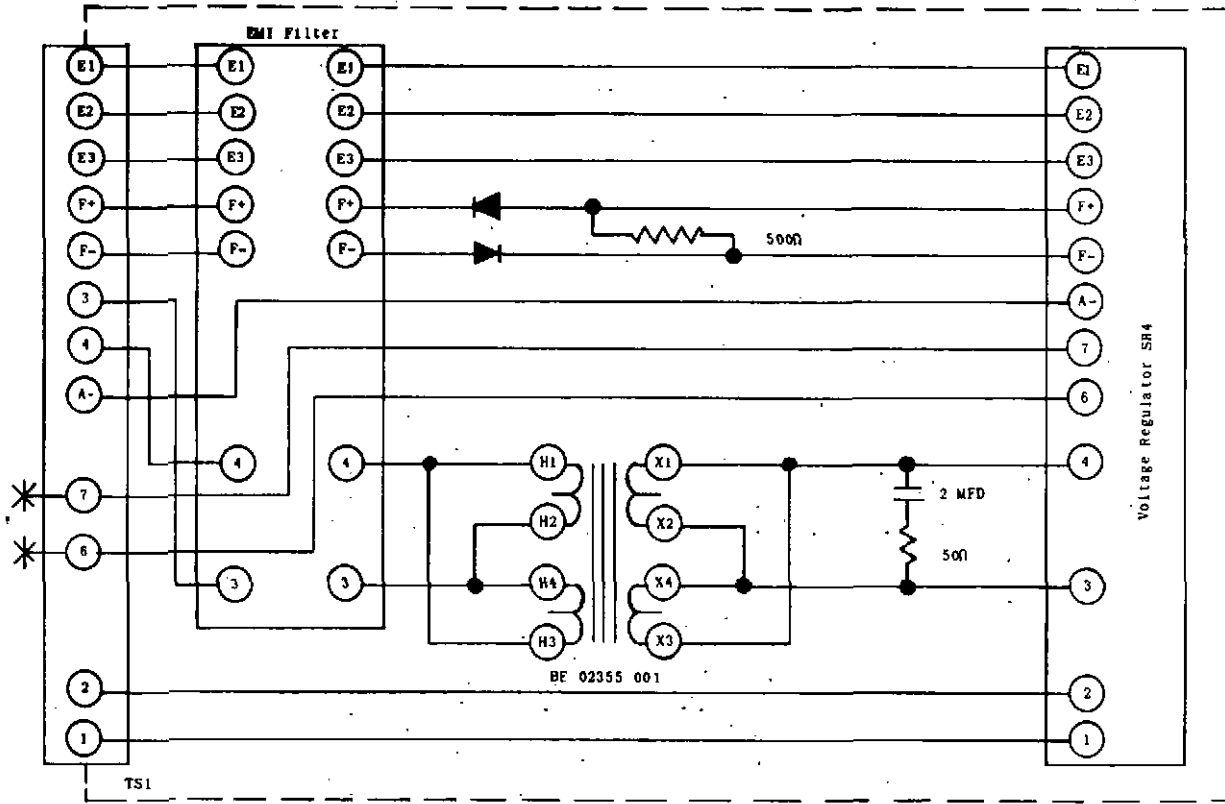 EMI Filter
E1 E1 E1 E1
E2 E2 E2 E2
E3 E3 E3 E3
F+ F+ F+ F+
500Ω
F- F- F- F-
3 A-
4 7
A- 6
4 4 H1 X1 4
7 2 MFD
H2 X2
6 50Ω
3 3 H4 X4 3
H3 X3
BE 02355 001
2 2
1 1
TS1
Voltage Regulator SR4